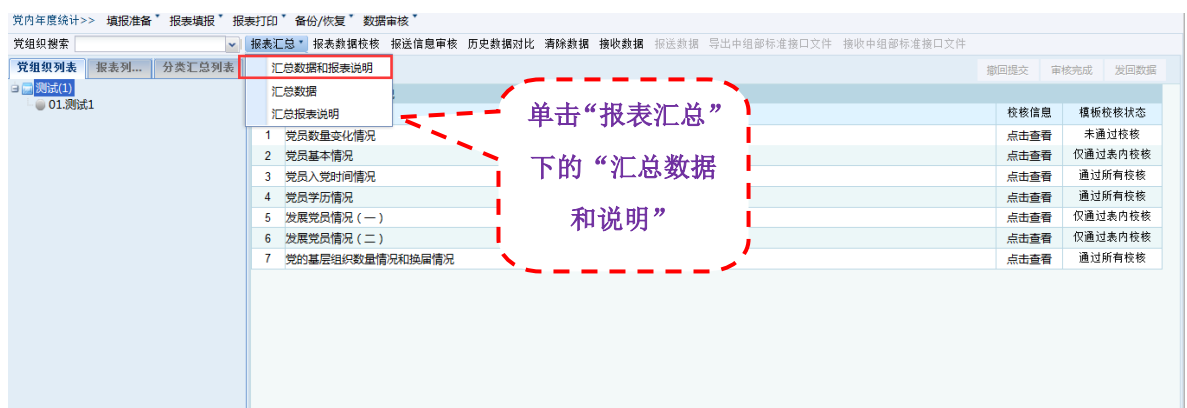 党内年度统计>> 填报准备 报表填报 报表打印 备份/恢复 数据审核
党组织搜索 报表汇总 报表数据校核 报送信息审核 历史数据对比 清除数据 接收数据 报送数据 导出中组部标准接口文件 接收中组部标准接口文件
党组织列表 报表列... 分类汇总列表
汇总数据和报表说明
撤回提交 审核完成 发回数据
测试(1)
汇总数据
01.测试1
汇总报表说明
校核信息 模板校核状态
1 党员数量变化情况 点击查看 未通过校核
2 党员基本情况 点击查看 仅通过表内校核
3 党员入党时间情况 点击查看 通过所有校核
4 党员学历情况 点击查看 通过所有校核
5 发展党员情况（一） 点击查看 仅通过表内校核
6 发展党员情况（二） 点击查看 仅通过表内校核
7 党的基层组织数量情况和换届情况 点击查看 通过所有校核
单击“报表汇总”
下的“汇总数据
和说明”